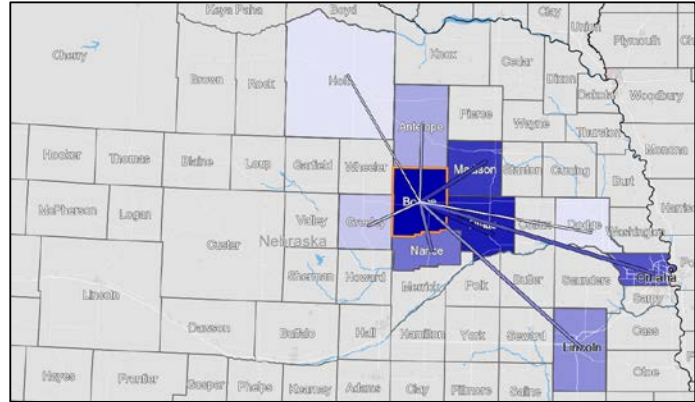 Keya Paha Boyd Clay Union
Cherry Knox Cedar Dixon Plymouth
Brown Rock Holt Dakota Woodbury
Antelope Pierce Wayne Thurston
Hooker Thomas Blaine Loup Garfield Wheeler Madison Stanton Cuming Burt Monona
McPherson Logan Valley Greeley Boone Platte Colfax Dodge Washington Harris
Custer Nebraska Nance
Sherman Howard Merrick Polk Butler Saunders Omaha
Lincoln Sarpy
Dawson Buffalo Hall Hamilton York Seward Lincoln Cass
Hayes Frontier Gosper Phelps Kearney Adams Clay Fillmore Saline Otoe